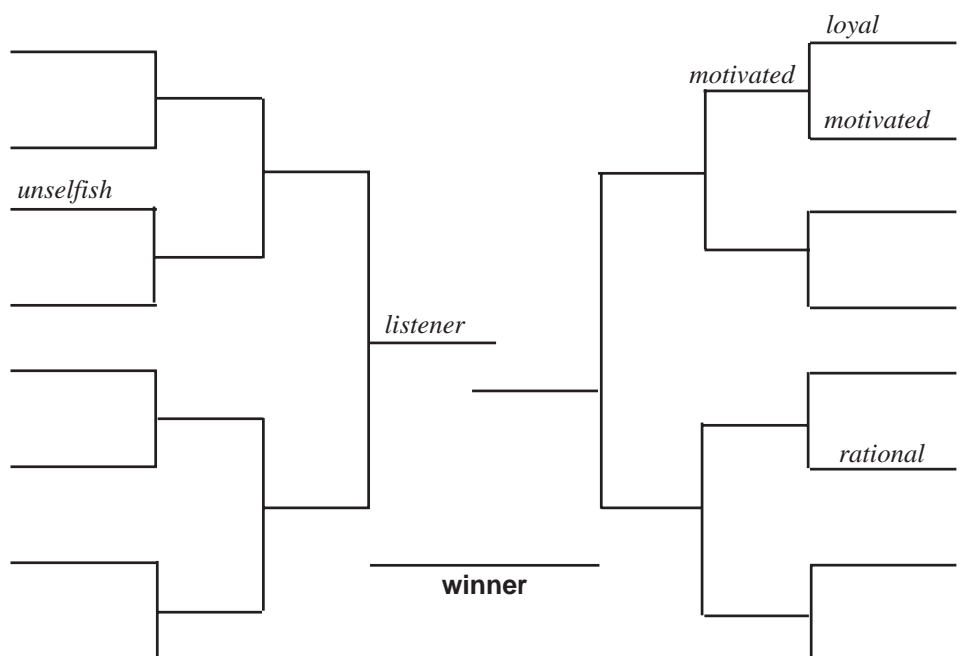 loyal
motivated
motivated
unselfish
listener
rational
winner